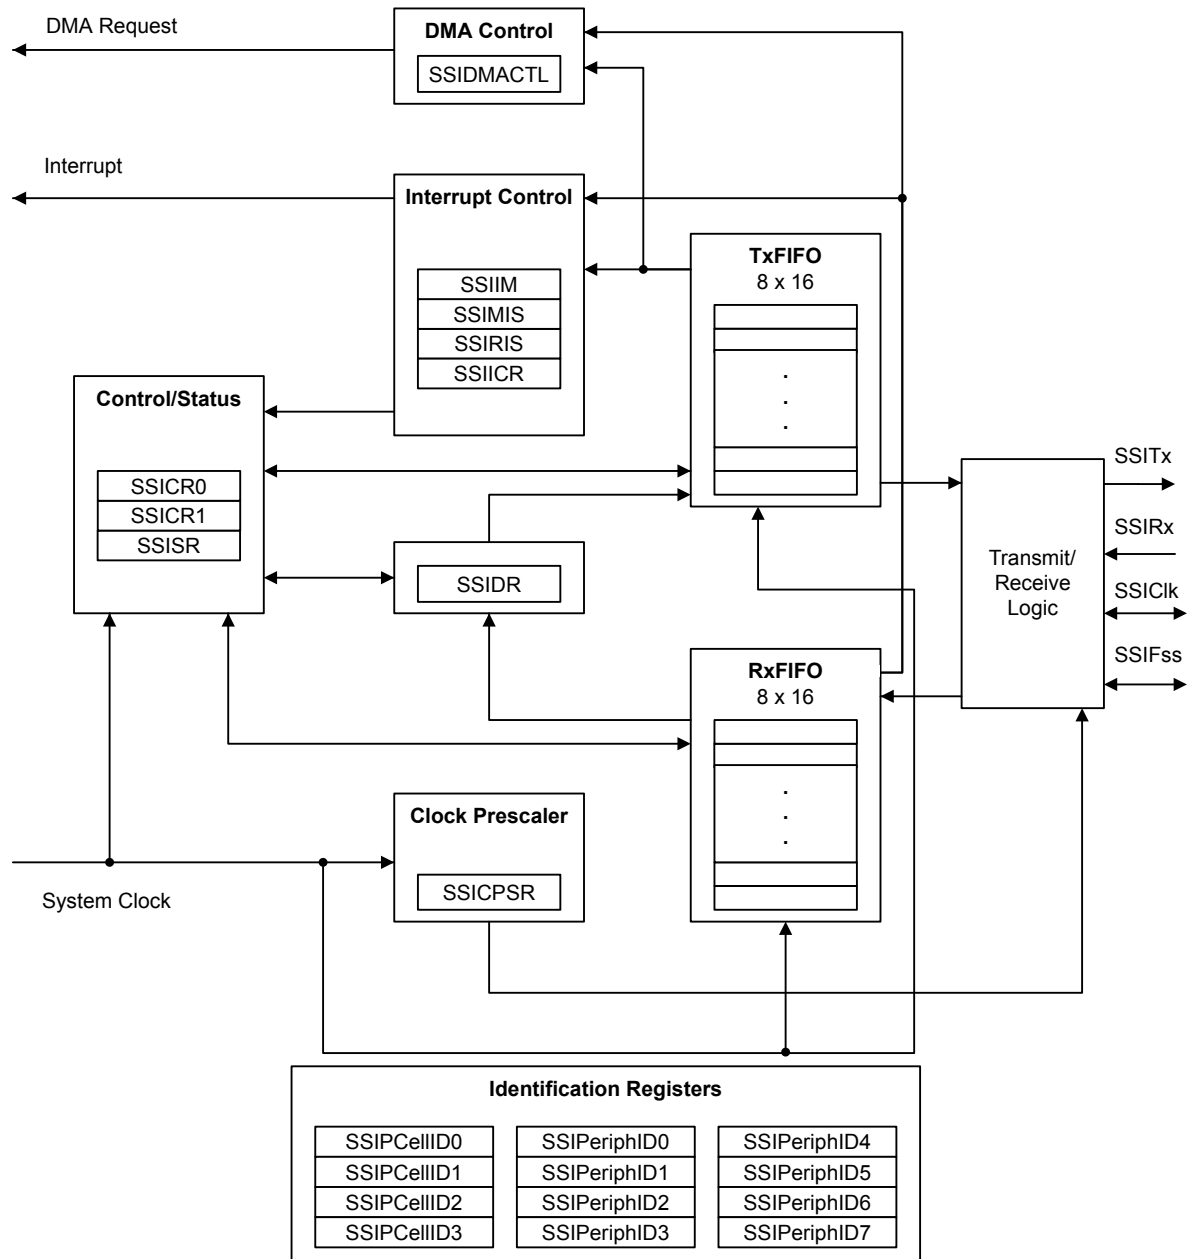 DMA Request
DMA Control
SSIDMACTL
Interrupt
Interrupt Control
SSIIM
SSIMIS
SSIRIS
SSIICR
TxFIFO
8 x 16
.
.
.
Control/Status
SSICR0
SSICR1
SSISR
SSIDR
Transmit/
Receive
Logic
SSITx
SSIRx
SSIClk
SSIFss
RxFIFO
8 x 16
.
.
.
Clock Prescaler
SSICPSR
System Clock
Identification Registers
SSIPCellID0
SSIPCellID1
SSIPCellID2
SSIPCellID3
SSIPeriphID0
SSIPeriphID1
SSIPeriphID2
SSIPeriphID3
SSIPeriphID4
SSIPeriphID5
SSIPeriphID6
SSIPeriphID7